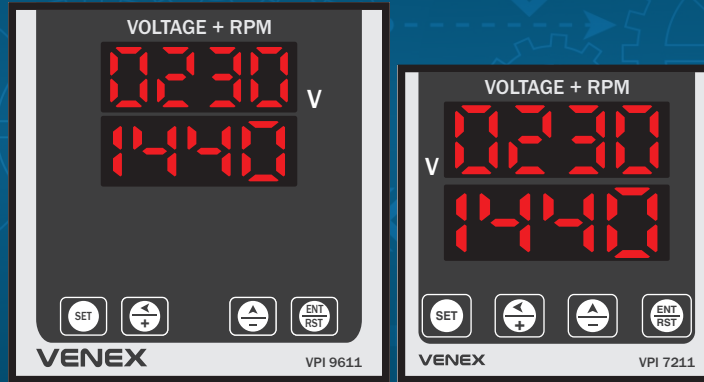 VOLTAGE + RPM
0230 V
1440
SET + − ENT RST
VENEX VPI 9611
VOLTAGE + RPM
V 0230
1440
SET + − ENT RST
VENEX VPI 7211